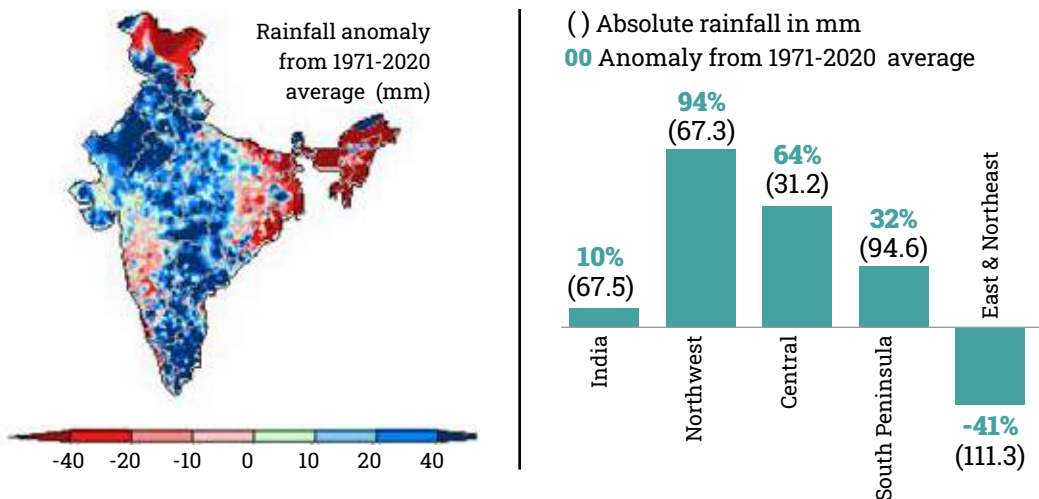 Rainfall anomaly
from 1971-2020
average (mm)
-40 -20 -10 0 10 20 40
( ) Absolute rainfall in mm
00 Anomaly from 1971-2020 average
10%
(67.5)
India
94%
(67.3)
Northwest
64%
(31.2)
Central
32%
(94.6)
South Peninsula
East & Northeast
-41%
(111.3)